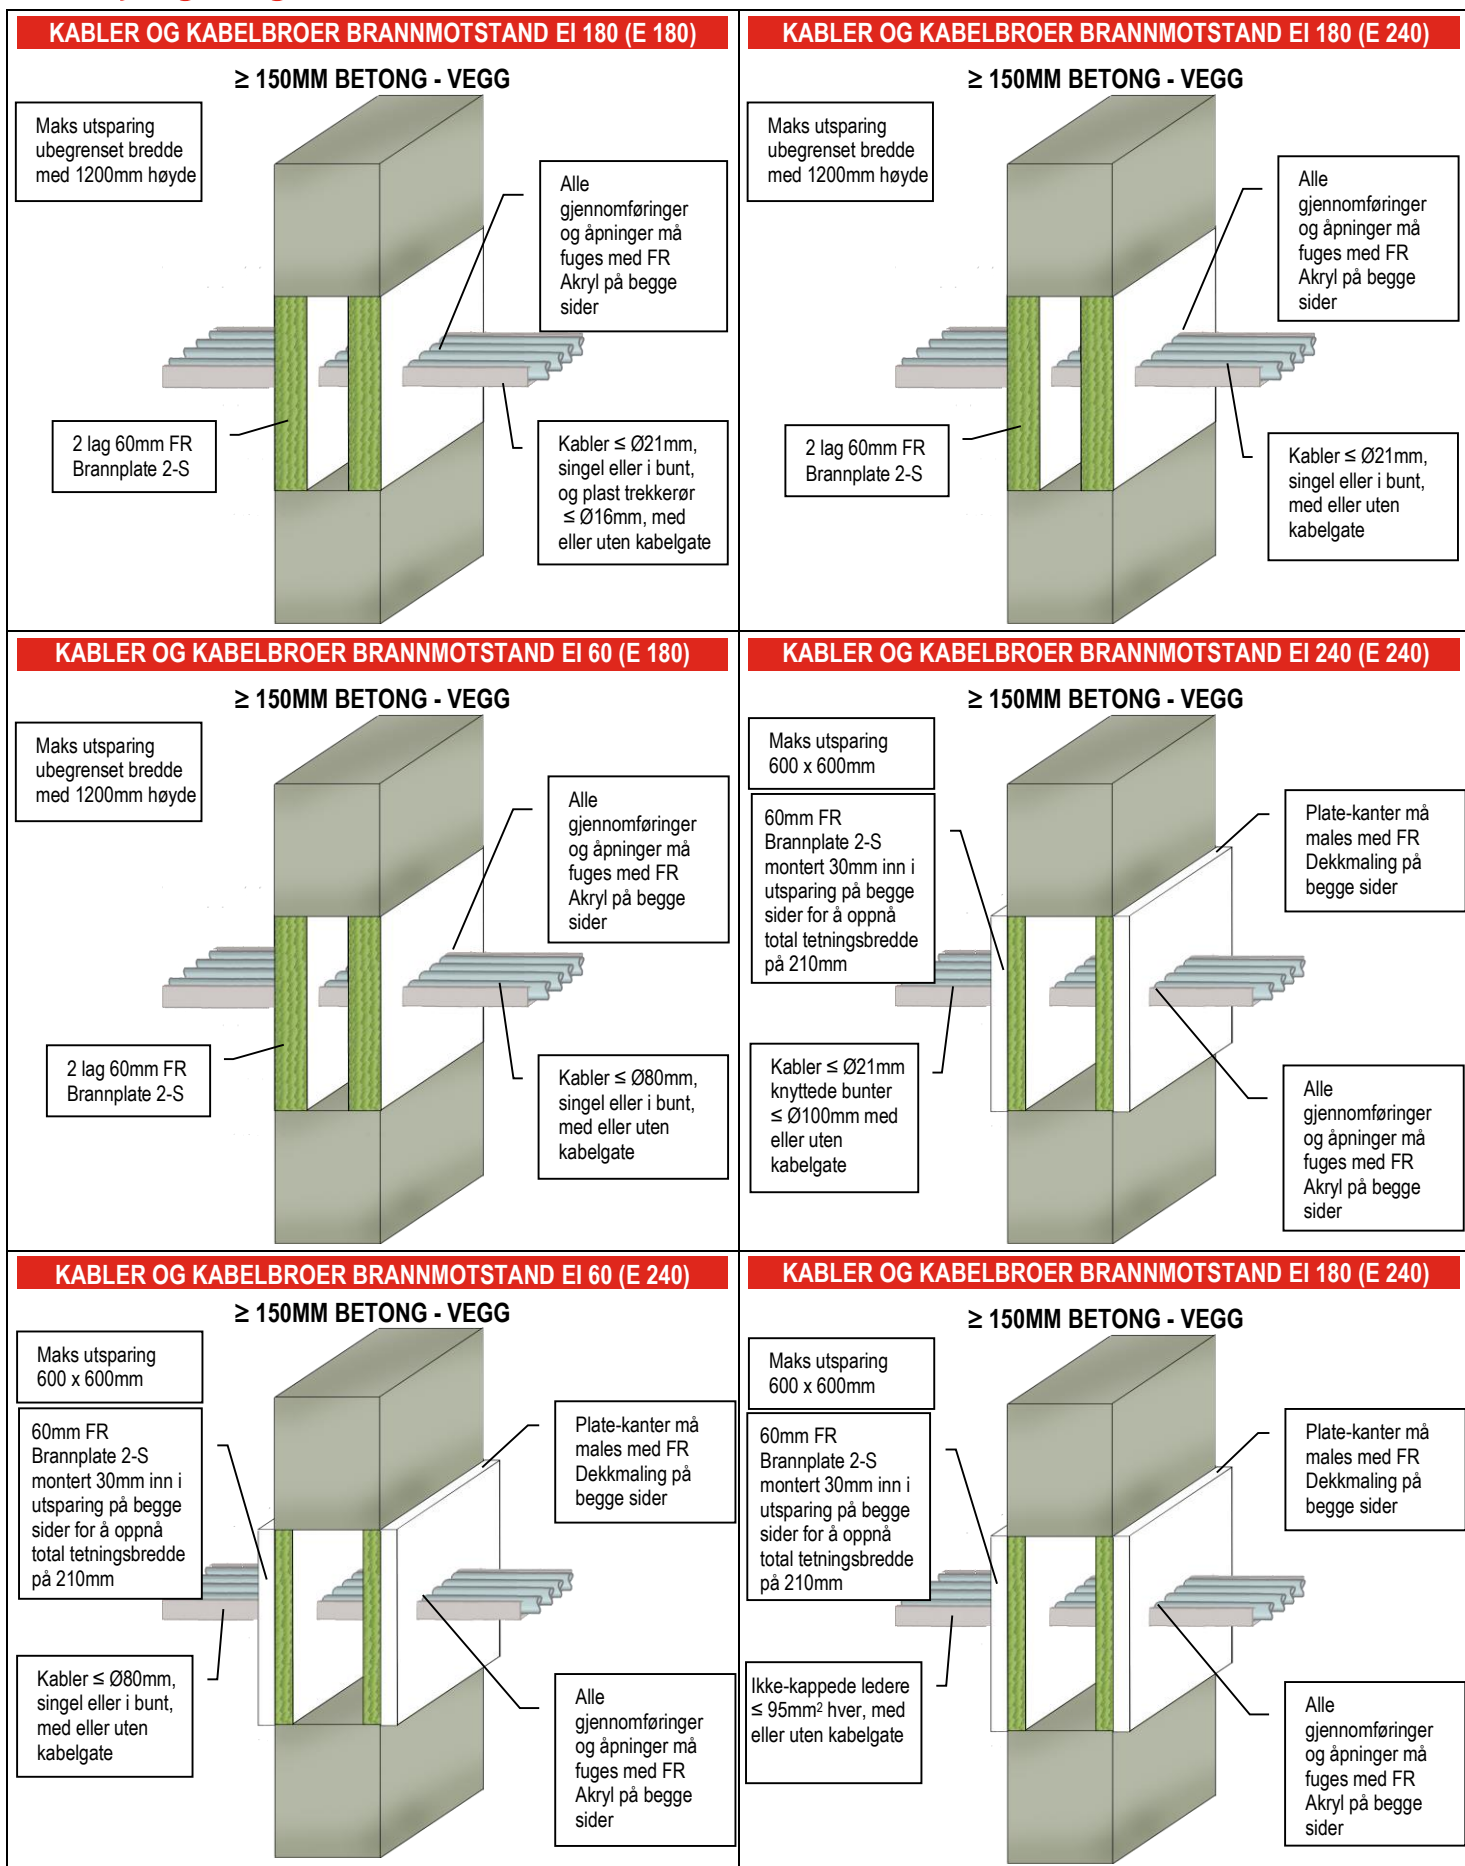 KABLER OG KABELBROER BRANNMOTSTAND EI 180 (E 180)
≥ 150MM BETONG - VEGG
Maks utsparing
ubegrenset bredde
med 1200mm høyde
Alle
gjennomføringer
og åpninger må
fuges med FR
Akryl på begge
sider
2 lag 60mm FR
Brannplate 2-S
Kabler ≤ Ø21mm,
singel eller i bunt,
og plast trekkerør
≤ Ø16mm, med
eller uten kabelgate
KABLER OG KABELBROER BRANNMOTSTAND EI 180 (E 240)
≥ 150MM BETONG - VEGG
Maks utsparing
ubegrenset bredde
med 1200mm høyde
Alle
gjennomføringer
og åpninger må
fuges med FR
Akryl på begge
sider
2 lag 60mm FR
Brannplate 2-S
Kabler ≤ Ø21mm,
singel eller i bunt,
med eller uten
kabelgate
KABLER OG KABELBROER BRANNMOTSTAND EI 60 (E 180)
≥ 150MM BETONG - VEGG
Maks utsparing
ubegrenset bredde
med 1200mm høyde
Alle
gjennomføringer
og åpninger må
fuges med FR
Akryl på begge
sider
2 lag 60mm FR
Brannplate 2-S
Kabler ≤ Ø80mm,
singel eller i bunt,
med eller uten
kabelgate
KABLER OG KABELBROER BRANNMOTSTAND EI 240 (E 240)
≥ 150MM BETONG - VEGG
Maks utsparing
600 x 600mm
60mm FR
Brannplate 2-S
montert 30mm inn i
utsparing på begge
sider for å oppnå
total tetningsbredde
på 210mm
Plate-kanter må
males med FR
Dekkmaling på
begge sider
Kabler ≤ Ø21mm
knyttede bunter
≤ Ø100mm med
eller uten
kabelgate
Alle
gjennomføringer
og åpninger må
fuges med FR
Akryl på begge
sider
KABLER OG KABELBROER BRANNMOTSTAND EI 60 (E 240)
≥ 150MM BETONG - VEGG
Maks utsparing
600 x 600mm
60mm FR
Brannplate 2-S
montert 30mm inn i
utsparing på begge
sider for å oppnå
total tetningsbredde
på 210mm
Plate-kanter må
males med FR
Dekkmaling på
begge sider
Kabler ≤ Ø80mm,
singel eller i bunt,
med eller uten
kabelgate
Alle
gjennomføringer
og åpninger må
fuges med FR
Akryl på begge
sider
KABLER OG KABELBROER BRANNMOTSTAND EI 180 (E 240)
≥ 150MM BETONG - VEGG
Maks utsparing
600 x 600mm
60mm FR
Brannplate 2-S
montert 30mm inn i
utsparing på begge
sider for å oppnå
total tetningsbredde
på 210mm
Plate-kanter må
males med FR
Dekkmaling på
begge sider
Ikke-kappede ledere
≤ 95mm² hver, med
eller uten kabelgate
Alle
gjennomføringer
og åpninger må
fuges med FR
Akryl på begge
sider